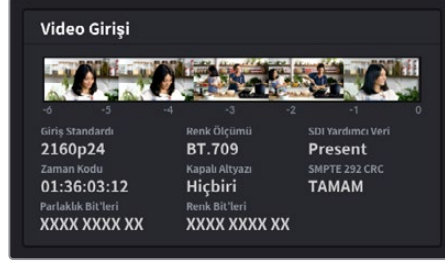 Video Girişi
-6 -5 -4 -3 -2 -1 0
Giriş Standardı Renk Ölçümü SDI Yardımcı Veri
2160p24 BT.709 Present
Zaman Kodu Kapalı Altyazı SMPTE 292 CRC
01:36:03:12 Hiçbiri TAMAM
Parlaklık Bit'leri Renk Bit'leri
XXXX XXXX XX XXXX XXXX XX